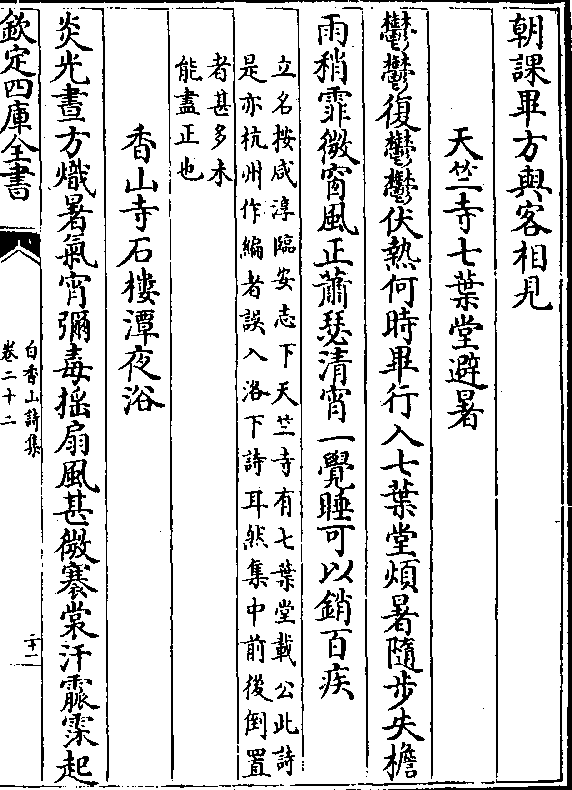 朝課畢方與客相見
天竺寺七葉堂避暑
鬱鬱復鬱鬱伏熱何時畢行入七葉堂煩暑隨步失檐
雨稍霏微窗風正蕭瑟清宵一覺睡可以銷百疾
立名按咸淳臨安志下天竺寺有七葉堂載公此詩
是亦杭州作編者誤入洛下詩耳然集中前後倒置
者甚多未
能盡正也
香山寺石樓潭夜浴
炎光晝方熾暑氣宵彌毒揺扇風甚微褰裳汗霢霂起
欽定四庫全書
白香山詩集
卷二十二
二十一